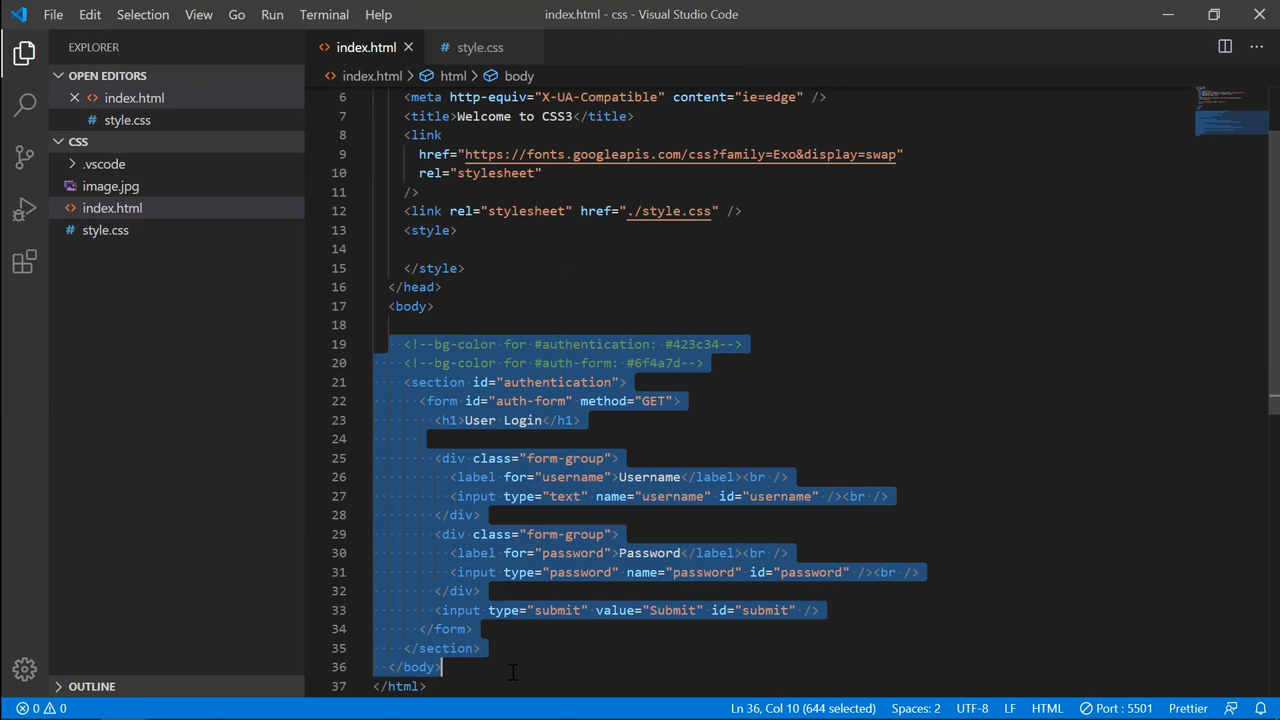 File Edit Selection View Go Run Terminal Help index.html - css - Visual Studio Code
EXPLORER
OPEN EDITORS
index.html
style.css
CSS
.vscode
image.jpg
index.html
style.css
OUTLINE
index.html style.css
index.html > html > body
6 <meta http-equiv="X-UA-Compatible" content="ie=edge" />
7 <title>Welcome to CSS3</title>
8 <link
9 href="https://fonts.googleapis.com/css?family=Exo&display=swap"
10 rel="stylesheet"
11 />
12 <link rel="stylesheet" href="./style.css" />
13 <style>
14
15 </style>
16 </head>
17 <body>
18
19 <!--bg-color for #authentication: #423c34-->
20 <!--bg-color for #auth-form: #6f4a7d-->
21 <section id="authentication">
22 <form id="auth-form" method="GET">
23 <h1>User Login</h1>
24
25 <div class="form-group">
26 <label for="username">Username</label><br />
27 <input type="text" name="username" id="username" /><br />
28 </div>
29 <div class="form-group">
30 <label for="password">Password</label><br />
31 <input type="password" name="password" id="password" /><br />
32 </div>
33 <input type="submit" value="Submit" id="submit" />
34 </form>
35 </section>
36 </body>
37 </html>
0 0 Ln 36, Col 10 (644 selected) Spaces: 2 UTF-8 LF HTML Port : 5501 Prettier